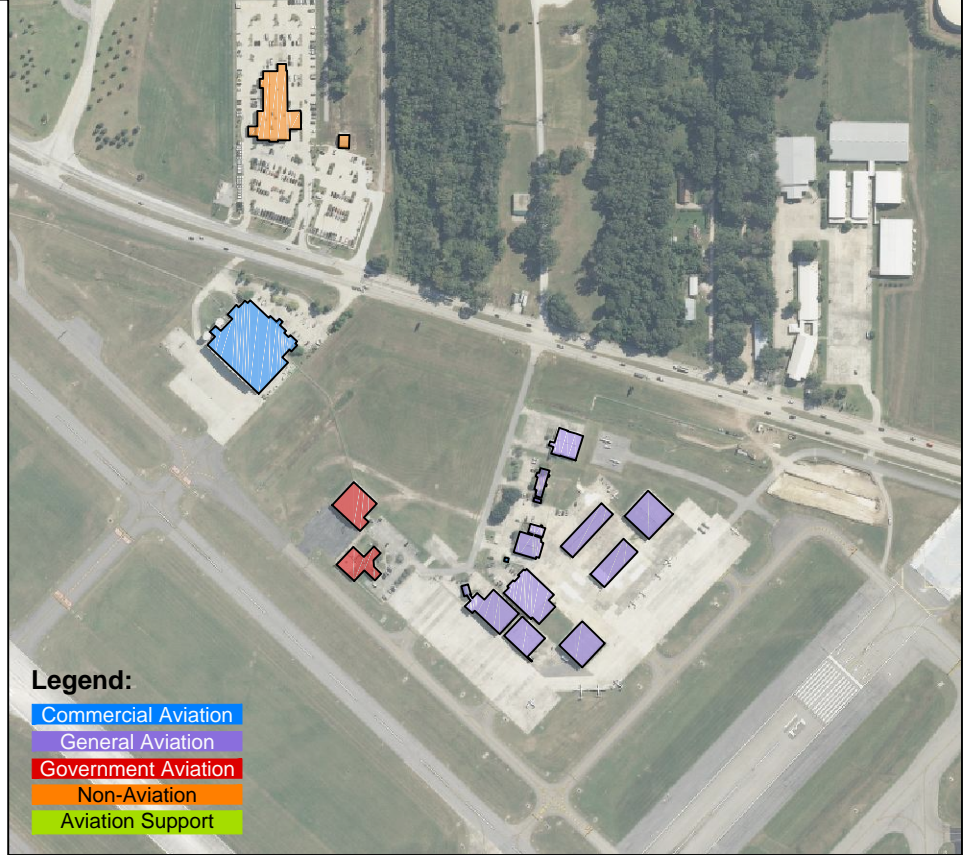 Legend:
Commercial Aviation
General Aviation
Government Aviation
Non-Aviation
Aviation Support